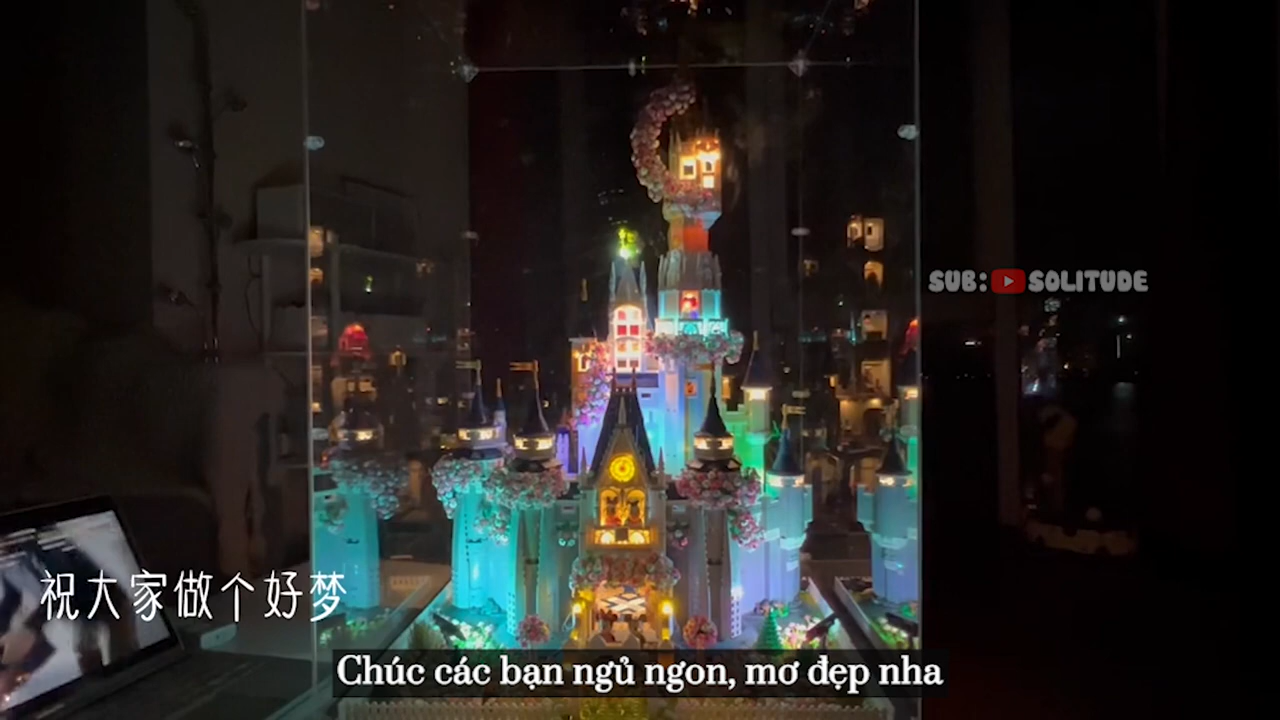 SUB: SOLITUDE
祝大家做个好梦
Chúc các bạn ngủ ngon, mơ đẹp nha